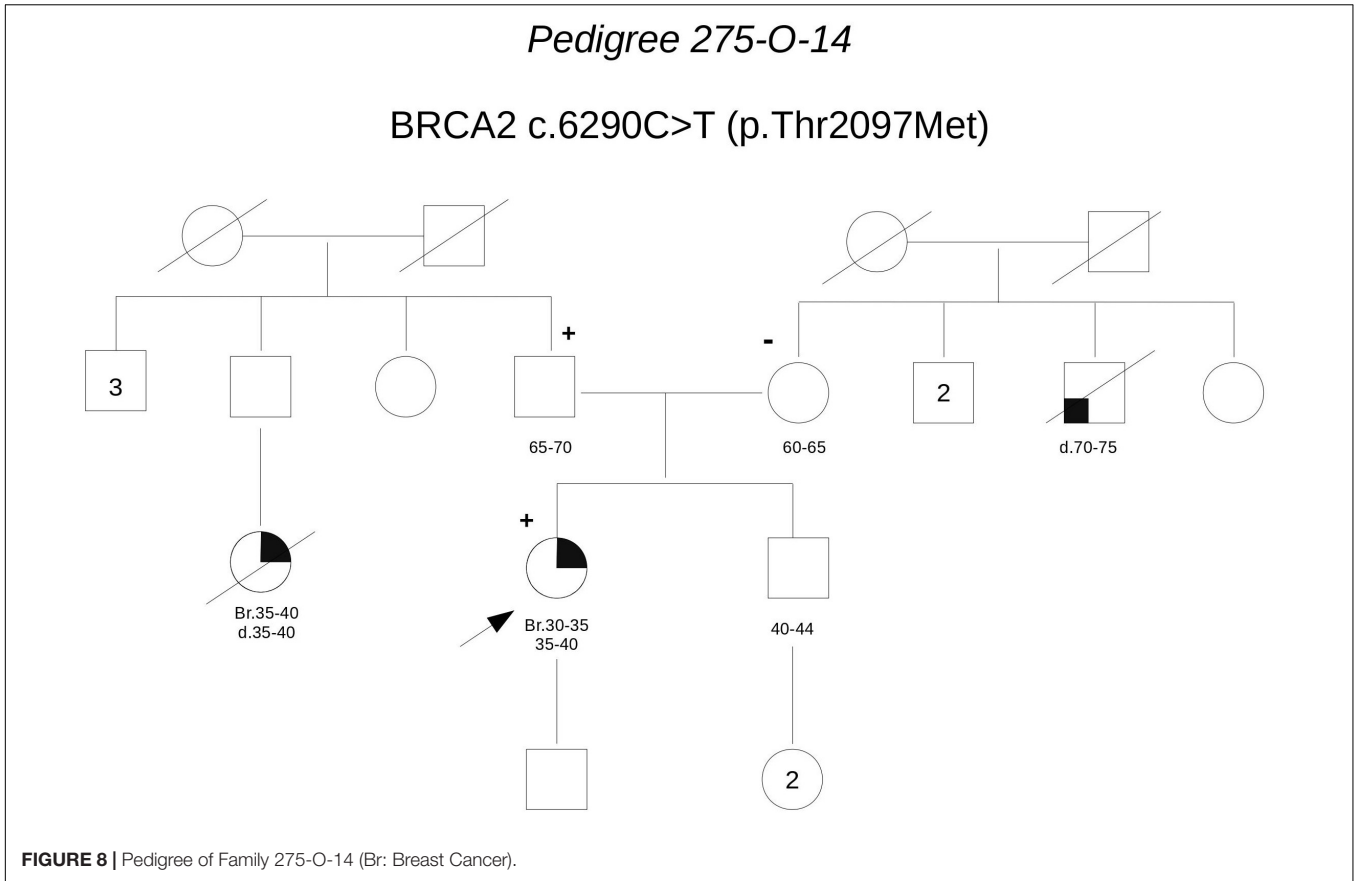 Pedigree 275-O-14
BRCA2 c.6290C>T (p.Thr2097Met)
+
-
3
2
65-70
60-65
d.70-75
+
Br.35-40
d.35-40
Br.30-35
35-40
40-44
2
FIGURE 8 | Pedigree of Family 275-O-14 (Br: Breast Cancer).